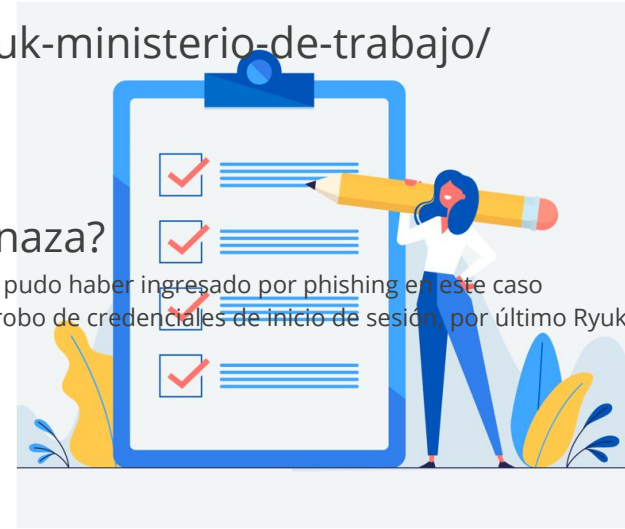 uk-ministerio-de-trabajo/
naza?
pudo haber ingresado por phishing en este caso
robo de credenciales de inicio de sesión, por último Ryuk